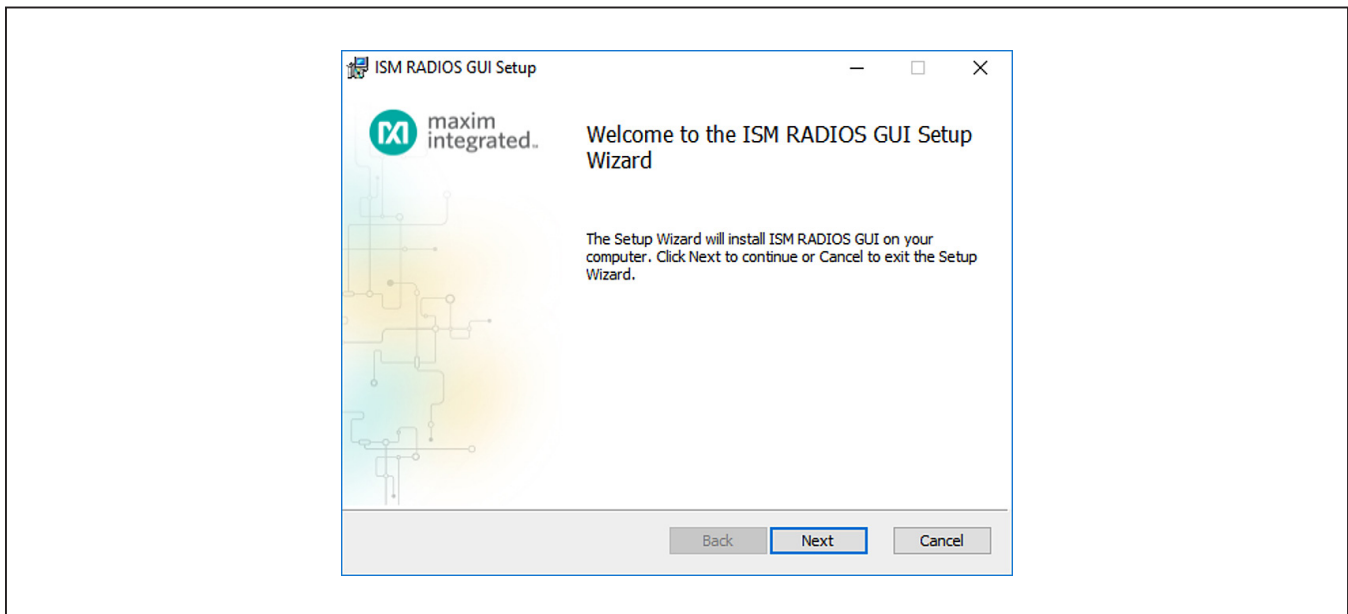 ISM RADIOS GUI Setup
maxim
integrated™
Welcome to the ISM RADIOS GUI Setup
Wizard
The Setup Wizard will install ISM RADIOS GUI on your
computer. Click Next to continue or Cancel to exit the Setup
Wizard.
Back
Next
Cancel